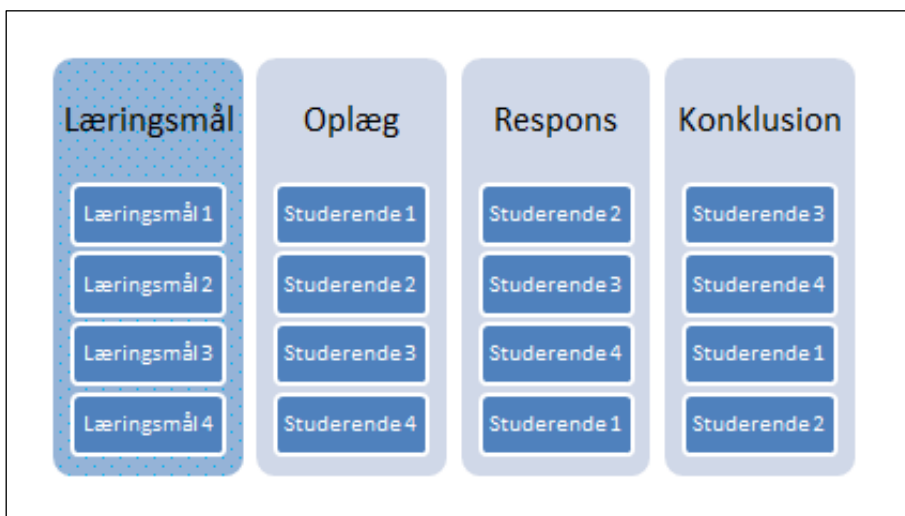 Læringsmål
Læringsmål 1
Læringsmål 2
Læringsmål 3
Læringsmål 4
Oplæg
Studerende 1
Studerende 2
Studerende 3
Studerende 4
Respons
Studerende 2
Studerende 3
Studerende 4
Studerende 1
Konklusion
Studerende 3
Studerende 4
Studerende 1
Studerende 2